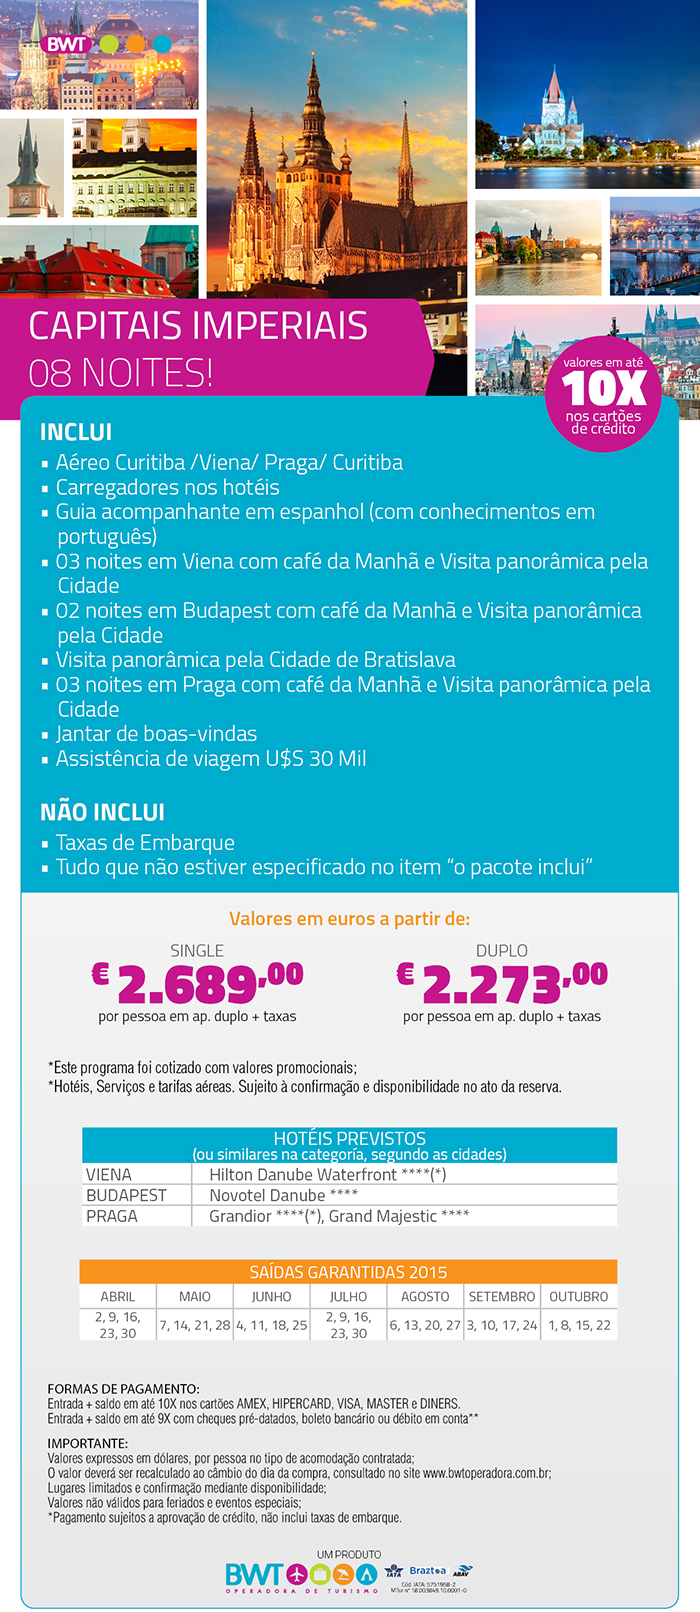 BWT
CAPITAIS IMPERIAIS
08 NOITES!
valores em até
10X
nos cartões
de crédito
INCLUI
▪ Aéreo Curitiba /Viena/ Praga/ Curitiba
▪ Carregadores nos hotéis
▪ Guia acompanhante em espanhol (com conhecimentos em
português)
▪ 03 noites em Viena com café da Manhã e Visita panorâmica pela
Cidade
▪ 02 noites em Budapest com café da Manhã e Visita panorâmica
pela Cidade
▪ Visita panorâmica pela Cidade de Bratislava
▪ 03 noites em Praga com café da Manhã e Visita panorâmica pela
Cidade
▪ Jantar de boas-vindas
▪ Assistência de viagem U$S 30 Mil
NÃO INCLUI
▪ Taxas de Embarque
▪ Tudo que não estiver especificado no item “o pacote inclui”
Valores em euros a partir de:
SINGLE
€ 2.689,00
por pessoa em ap. duplo + taxas
DUPLO
€ 2.273,00
por pessoa em ap. duplo + taxas
*Este programa foi cotizado com valores promocionais;
*Hotéis, Serviços e tarifas aéreas. Sujeito à confirmação e disponibilidade no ato da reserva.
HOTÉIS PREVISTOS
(ou similares na categoría, segundo as cidades)
VIENA Hilton Danube Waterfront ****(*)
BUDAPEST Novotel Danube ****
PRAGA Grandior ****(*), Grand Majestic ****
SAÍDAS GARANTIDAS 2015
ABRIL MAIO JUNHO JULHO AGOSTO SETEMBRO OUTUBRO
2, 9, 16, 23, 30 7, 14, 21, 28 4, 11, 18, 25 2, 9, 16, 23, 30 6, 13, 20, 27 3, 10, 17, 24 1, 8, 15, 22
FORMAS DE PAGAMENTO:
Entrada + saldo em até 10X nos cartões AMEX, HIPERCARD, VISA, MASTER e DINERS.
Entrada + saldo em até 9X com cheques pré-datados, boleto bancário ou débito em conta**
IMPORTANTE:
Valores expressos em dólares, por pessoa no tipo de acomodação contratada;
O valor deverá ser recalculado ao câmbio do dia da compra, consultado no site www.bwtoperadora.com.br;
Lugares limitados e confirmação mediante disponibilidade;
Valores não válidos para feriados e eventos especiais;
*Pagamento sujeitos a aprovação de crédito, não inclui taxas de embarque.
UM PRODUTO
BWT
OPERADORA DE TURISMO
IATA
Braztoa
ABAV
Cód. IATA: 5751958-2
MTur nº 18.003849.10.0001-0